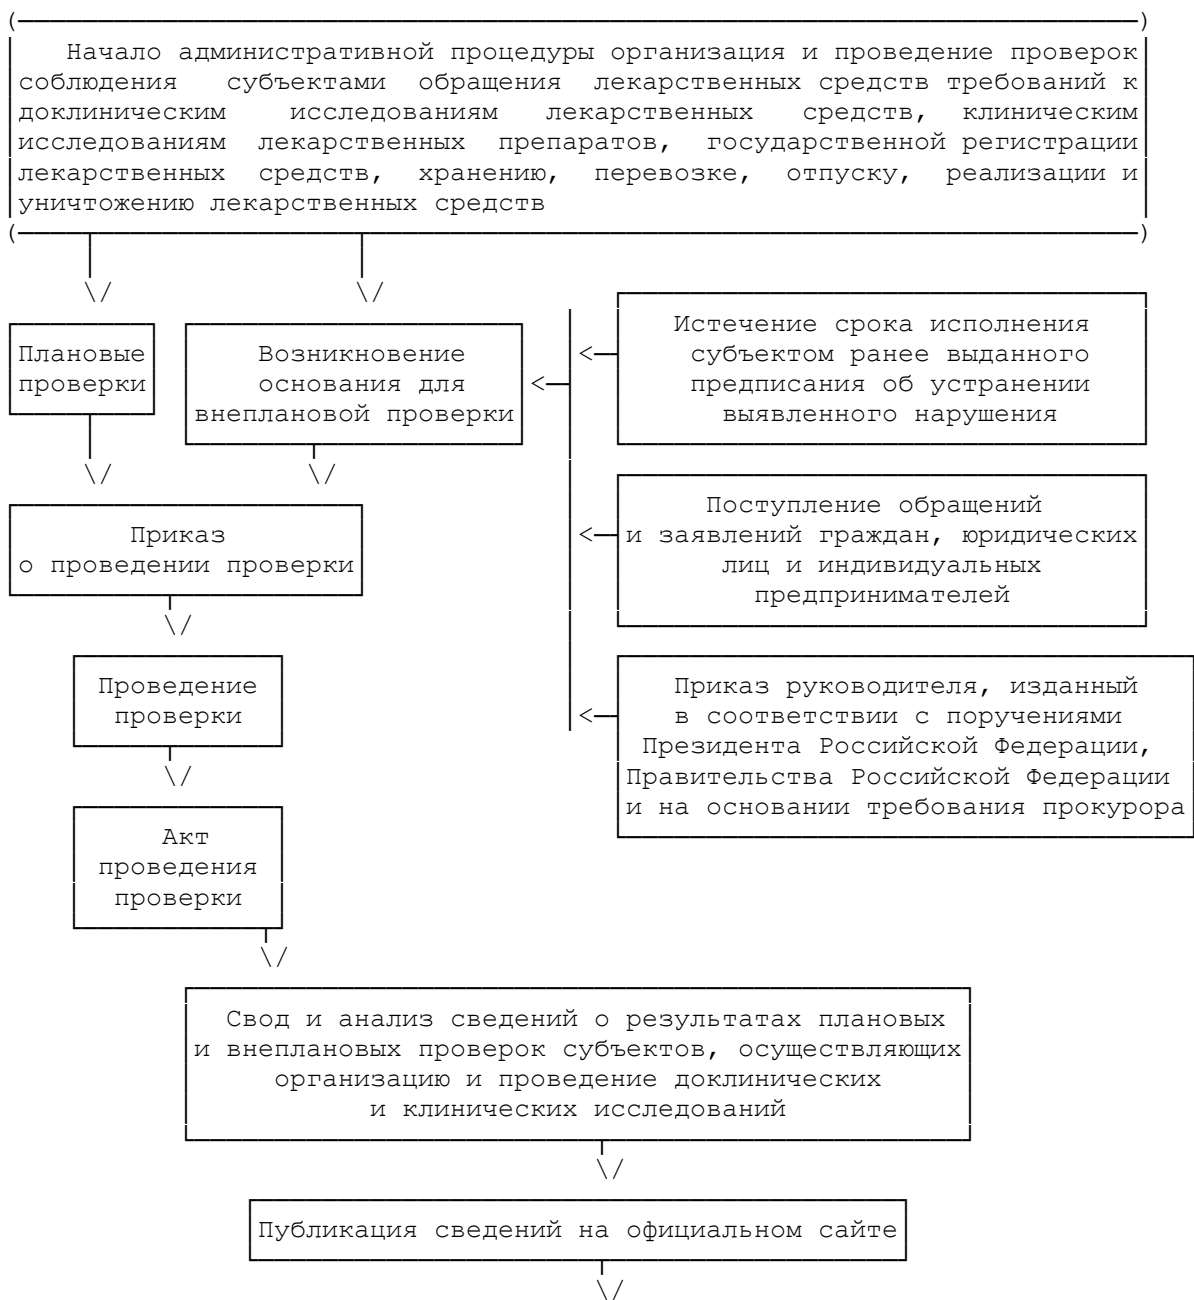 Начало административной процедуры организация и проведение проверок
соблюдения субъектами обращения лекарственных средств требований к
доклиническим исследованиям лекарственных средств, клиническим
исследованиям лекарственных препаратов, государственной регистрации
лекарственных средств, хранению, перевозке, отпуску, реализации и
уничтожению лекарственных средств
Плановые
проверки
Возникновение
основания для
внеплановой проверки
Истечение срока исполнения
субъектом ранее выданного
предписания об устранении
выявленного нарушения
Приказ
о проведении проверки
Поступление обращений
и заявлений граждан, юридических
лиц и индивидуальных
предпринимателей
Проведение
проверки
Приказ руководителя, изданный
в соответствии с поручениями
Президента Российской Федерации,
Правительства Российской Федерации
и на основании требования прокурора
Акт
проведения
проверки
Свод и анализ сведений о результатах плановых
и внеплановых проверок субъектов, осуществляющих
организацию и проведение доклинических
и клинических исследований
Публикация сведений на официальном сайте